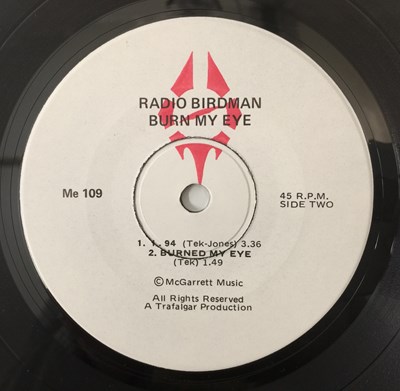 RADIO BIRDMAN
BURN MY EYE
Me 109
45 R.P.M.
SIDE TWO
1. I . 94 (Tek-Jones) 3.36
2. BURNED MY EYE
(Tek) 1.49
©McGarrett Music
All Rights Reserved
A Trafalgar Production